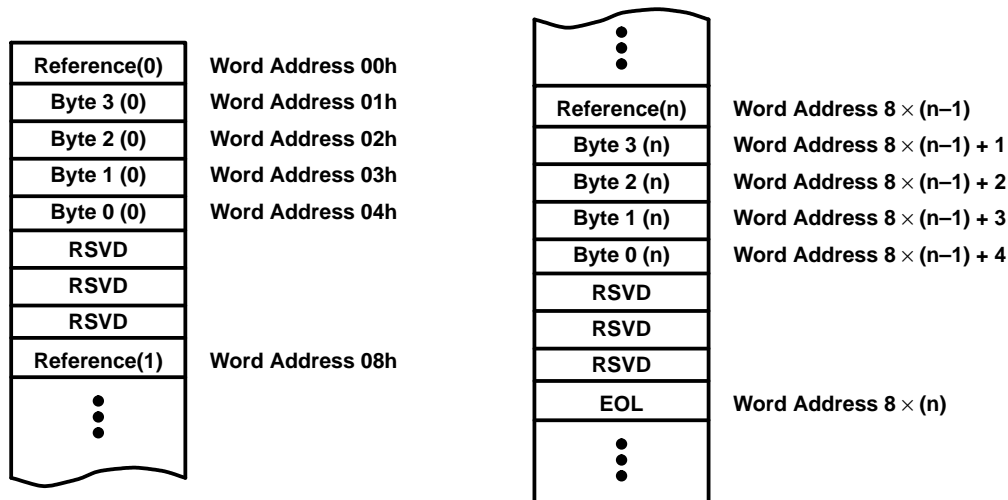 Reference(0) Word Address 00h
Byte 3 (0) Word Address 01h
Byte 2 (0) Word Address 02h
Byte 1 (0) Word Address 03h
Byte 0 (0) Word Address 04h
RSVD
RSVD
RSVD
Reference(1) Word Address 08h
Reference(n) Word Address 8 × (n–1)
Byte 3 (n) Word Address 8 × (n–1) + 1
Byte 2 (n) Word Address 8 × (n–1) + 2
Byte 1 (n) Word Address 8 × (n–1) + 3
Byte 0 (n) Word Address 8 × (n–1) + 4
RSVD
RSVD
RSVD
EOL Word Address 8 × (n)